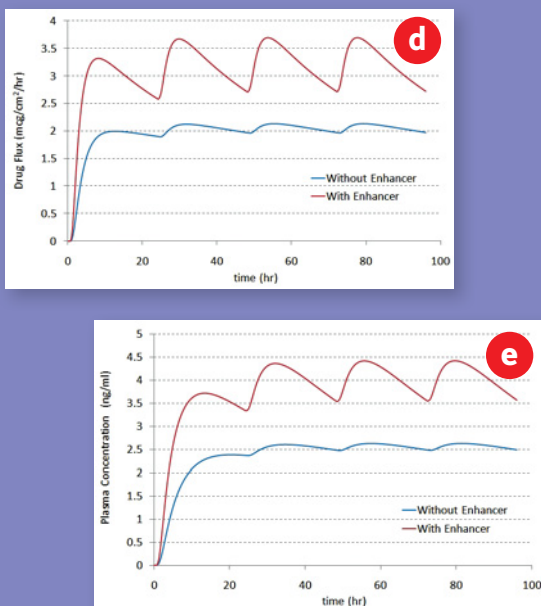 d
4
3.5
3
2.5
2
1.5
1
0.5
0
Drug Flux (mcg/cm²/hr)
Without Enhancer
With Enhancer
0 20 40 60 80 100
time (hr)
e
5
4.5
4
3.5
3
2.5
2
1.5
1
0.5
0
Plasma Concentration (ng/ml)
Without Enhancer
With Enhancer
0 20 40 60 80 100
time (hr)